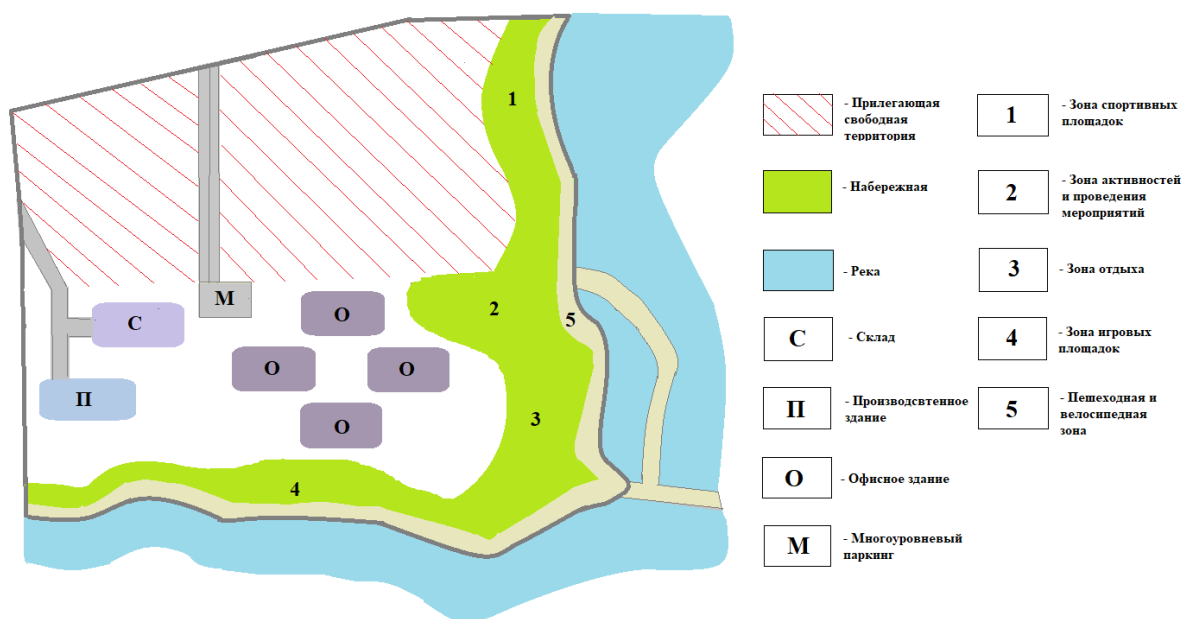 1
2
3
4
5
С
М
П
О
О
О
О
- Прилегающая
свободная
территория
- Набережная
- Река
С
- Склад
П
- Производсвтенное
здание
О
- Офисное здание
М
- Многоуровневый
паркинг
1
- Зона спортивных
площадок
2
- Зона активностей
и проведения
мероприятий
3
- Зона отдыха
4
- Зона игровых
площадок
5
- Пешеходная и
велосипедная
зона